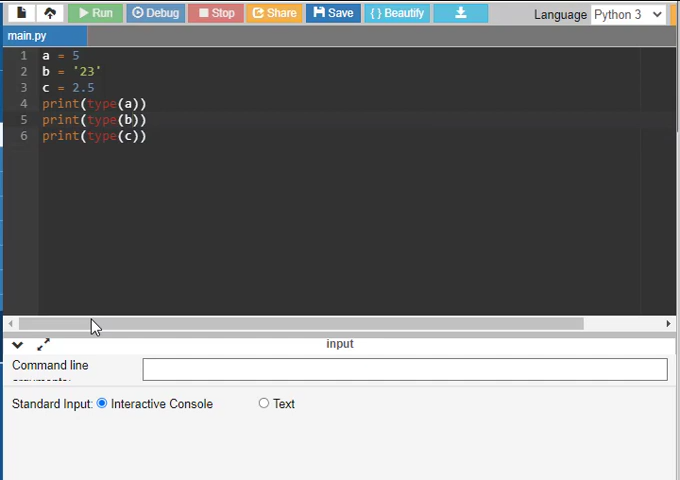 Run Debug Stop Share Save { } Beautify Language Python 3
main.py
1 a = 5
2 b = '23'
3 c = 2.5
4 print(type(a))
5 print(type(b))
6 print(type(c))
input
Command line
arguments:
Standard Input: Interactive Console Text